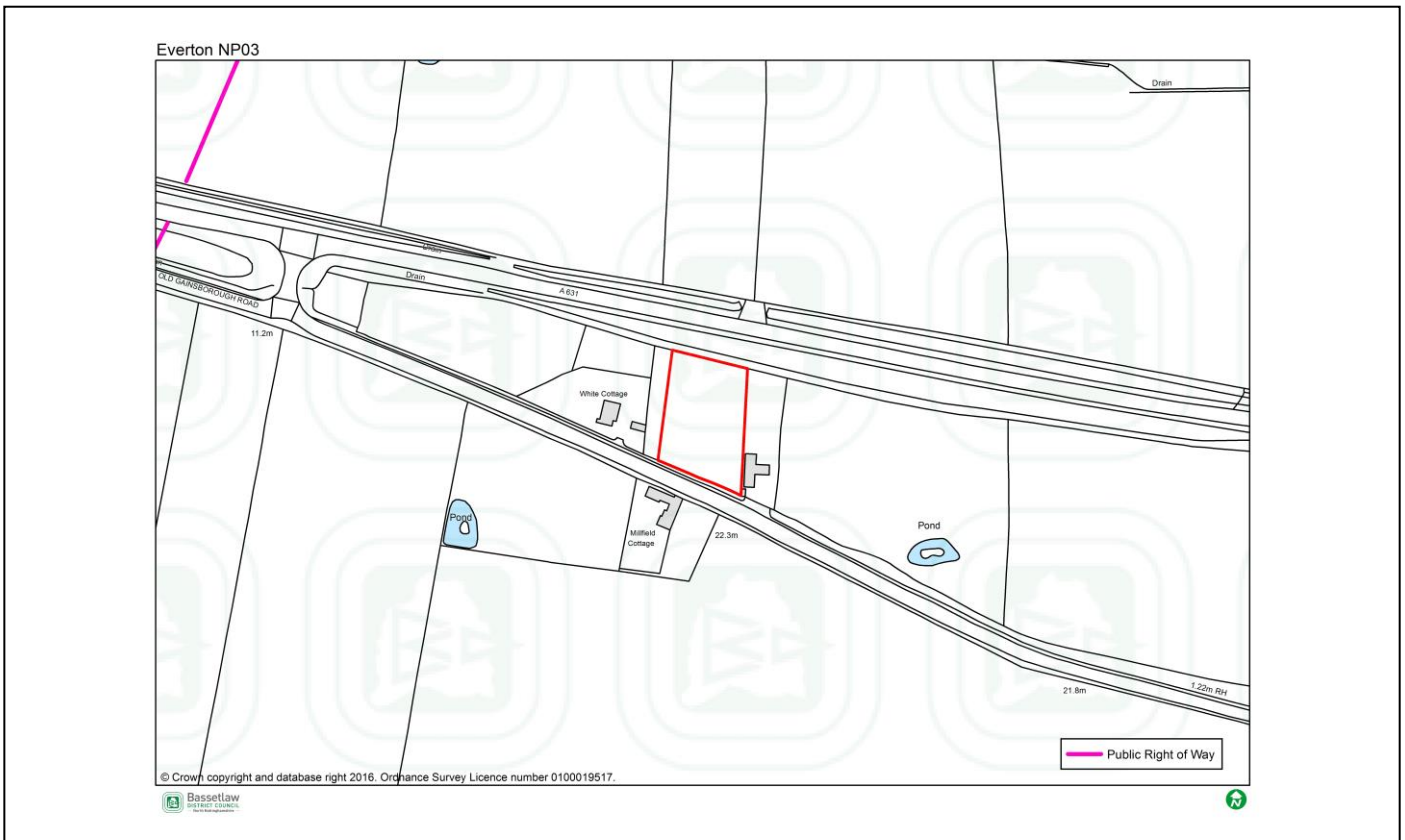 Everton NP03
Drain
Drain
Drain
A 631
OLD GAINSBOROUGH ROAD
11.2m
White Cottage
Pond
Millfield
Cottage
22.3m
Pond
1.22m RH
21.8m
Public Right of Way
© Crown copyright and database right 2016. Ordnance Survey Licence number 0100019517.
Bassetlaw
DISTRICT COUNCIL
N